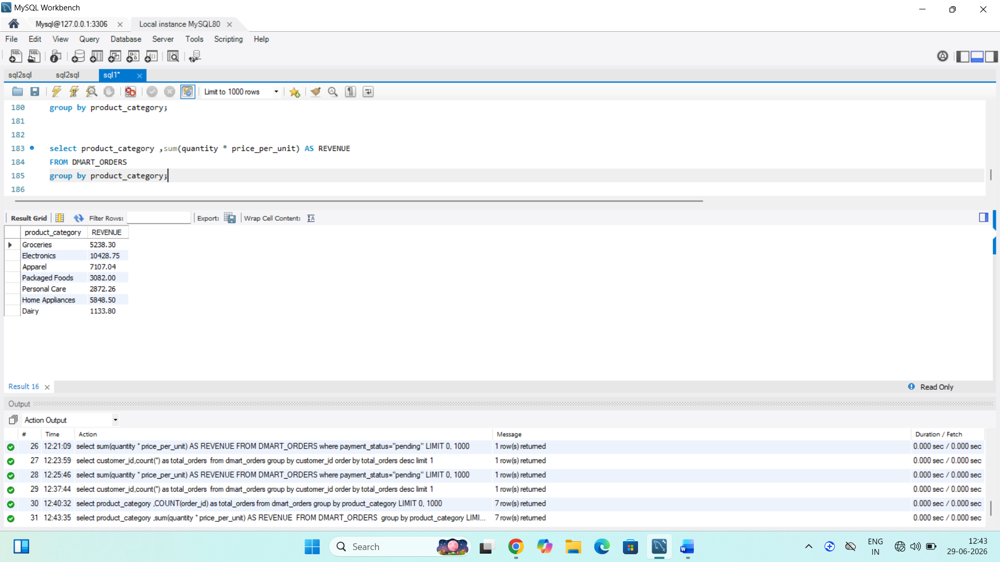 MySQL Workbench
Mysql@127.0.0.1:3306
Local instance MySQL80
File Edit View Query Database Server Tools Scripting Help
sql2sql sql2sql sql1*
Limit to 1000 rows
180 group by product_category;
181
182
183 select product_category ,sum(quantity * price_per_unit) AS REVENUE
184 FROM DMART_ORDERS
185 group by product_category;
186
Result Grid Filter Rows: Export: Wrap Cell Content:
product_category REVENUE
Groceries 5238.30
Electronics 10428.75
Apparel 7107.04
Packaged Foods 3082.00
Personal Care 2872.26
Home Appliances 5848.50
Dairy 1133.80
Result 16 Read Only
Output
Action Output
# Time Action Message Duration / Fetch
26 12:21:09 select sum(quantity * price_per_unit) AS REVENUE FROM DMART_ORDERS where payment_status="pending" LIMIT 0, 1000 1 row(s) returned 0.000 sec / 0.000 sec
27 12:23:59 select customer_id,count(*) as total_orders from dmart_orders group by customer_id order by total_orders desc limit 1 1 row(s) returned 0.000 sec / 0.000 sec
28 12:25:46 select sum(quantity * price_per_unit) AS REVENUE FROM DMART_ORDERS where payment_status="pending" LIMIT 0, 1000 1 row(s) returned 0.000 sec / 0.000 sec
29 12:37:44 select customer_id,count(*) as total_orders from dmart_orders group by customer_id order by total_orders desc limit 1 1 row(s) returned 0.000 sec / 0.000 sec
30 12:40:32 select product_category ,COUNT(order_id) as total_orders from dmart_orders group by product_category LIMIT 0, 1000 7 row(s) returned 0.000 sec / 0.000 sec
31 12:43:35 select product_category ,sum(quantity * price_per_unit) AS REVENUE FROM DMART_ORDERS group by product_category LIMI... 7 row(s) returned 0.000 sec / 0.000 sec
Search
ENG
IN
12:43
29-06-2026